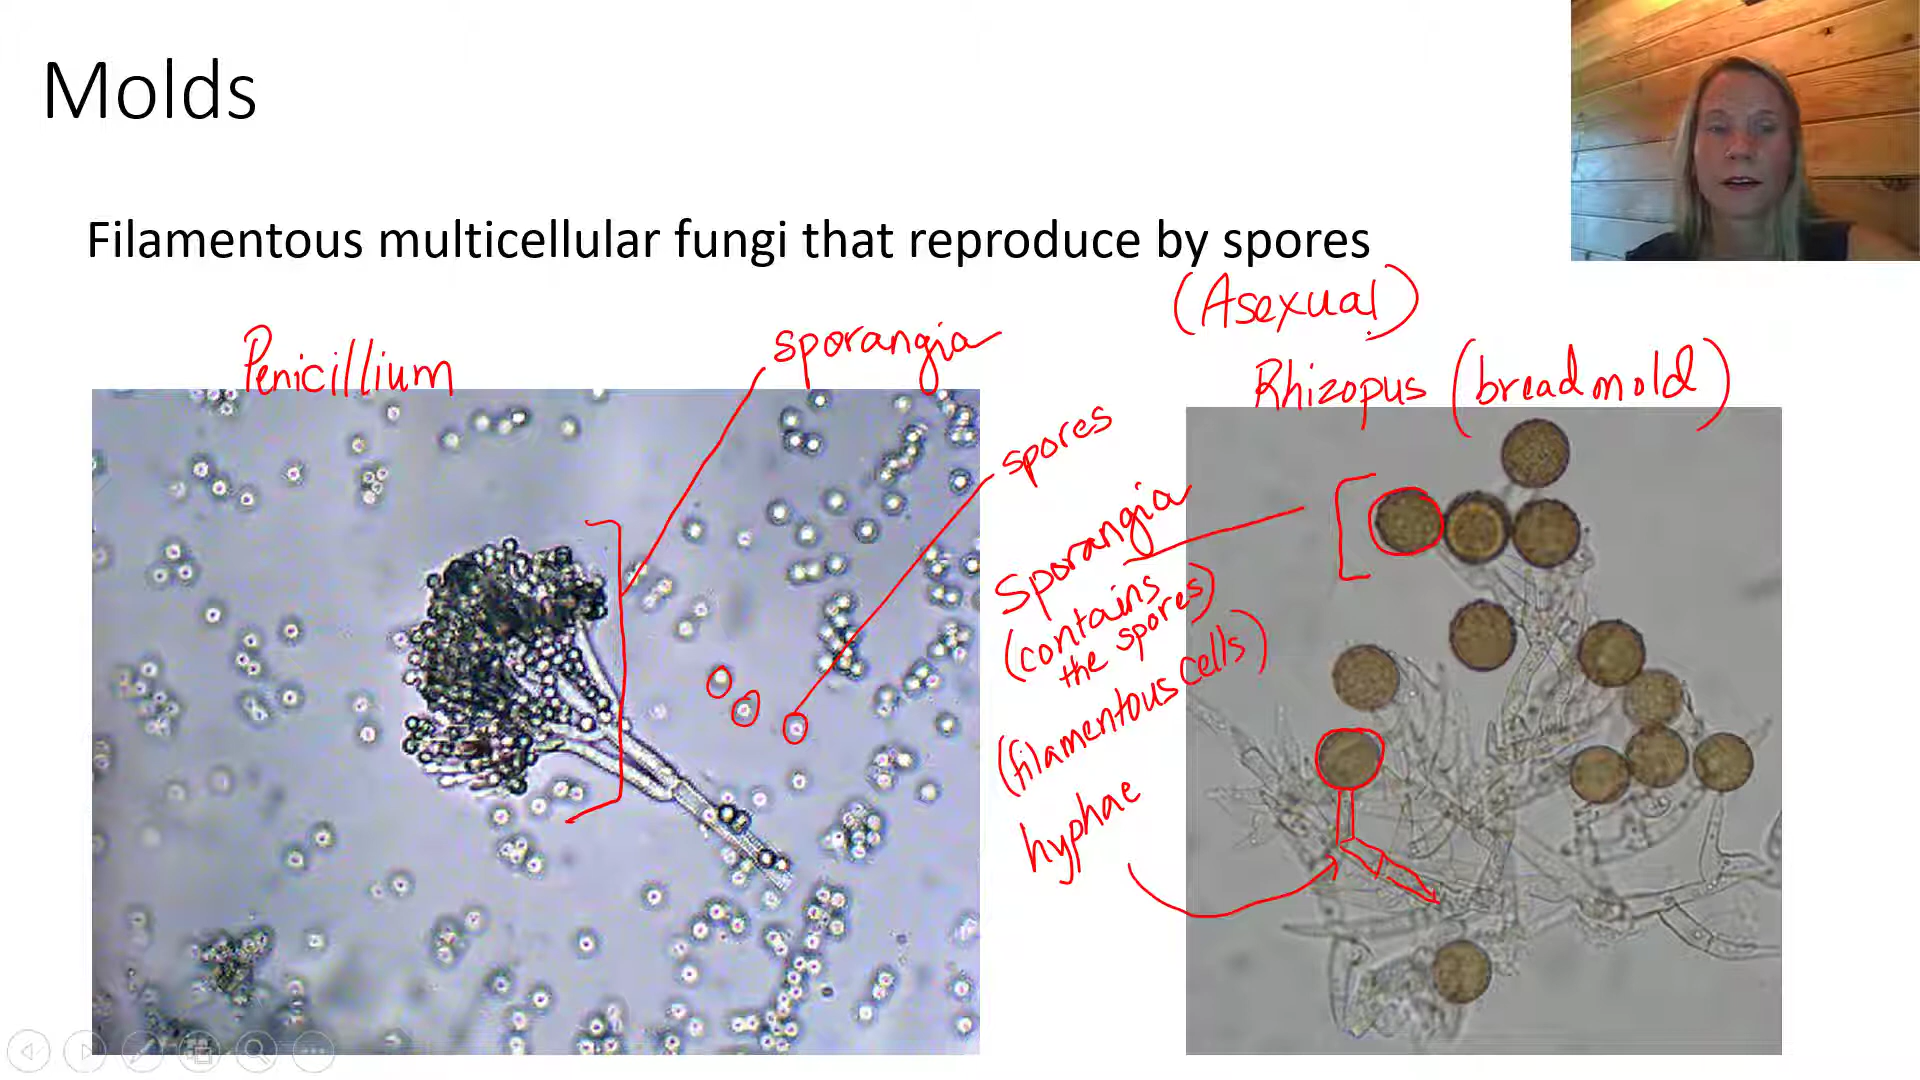 Molds
Filamentous multicellular fungi that reproduce by spores
(Asexual)
Penicillium
sporangia
Rhizopus (bread mold)
spores
Sporangia
(contains
the spores)
(filamentous cells)
hyphae